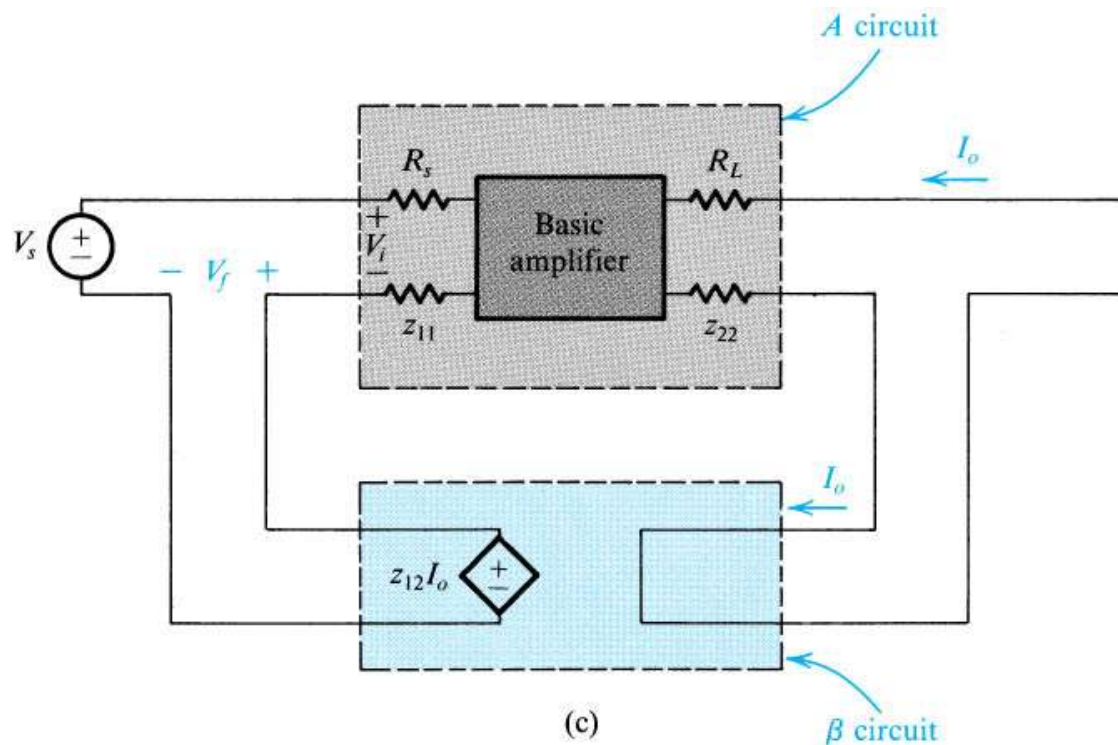 A circuit
R_s
R_L
I_o
V_s
+
−
− V_f +
+
V_i
−
Basic
amplifier
z_11
z_22
I_o
z_12 I_o
+
−
(c)
β circuit